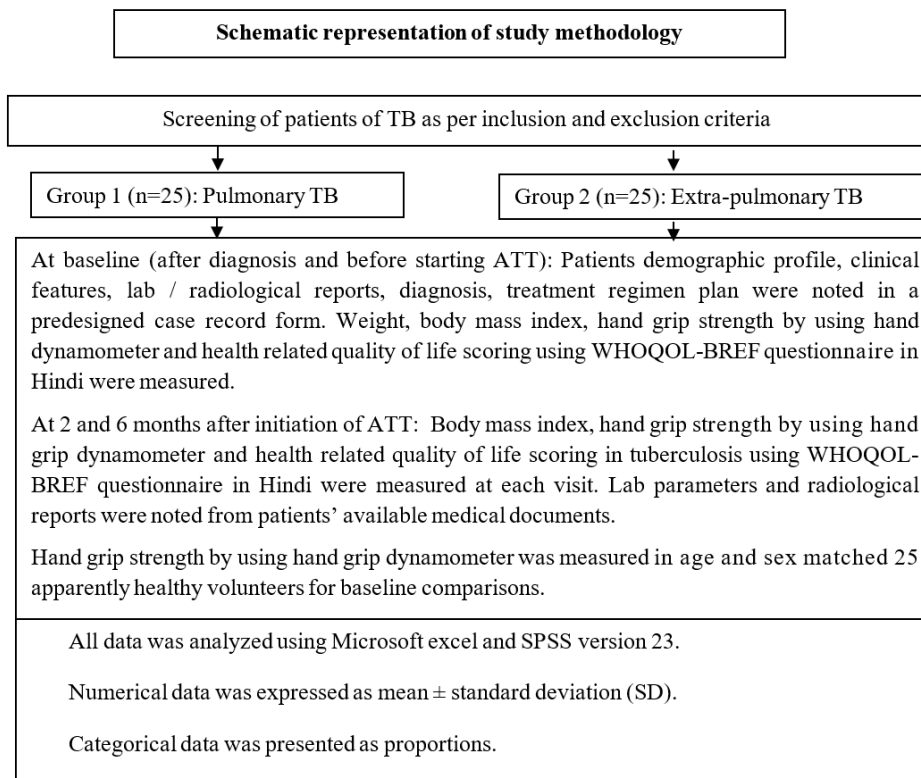 Schematic representation of study methodology
Screening of patients of TB as per inclusion and exclusion criteria
Group 1 (n=25): Pulmonary TB
Group 2 (n=25): Extra-pulmonary TB
At baseline (after diagnosis and before starting ATT): Patients demographic profile, clinical
features, lab / radiological reports, diagnosis, treatment regimen plan were noted in a
predesigned case record form. Weight, body mass index, hand grip strength by using hand
dynamometer and health related quality of life scoring using WHOQOL-BREF questionnaire in
Hindi were measured.
At 2 and 6 months after initiation of ATT: Body mass index, hand grip strength by using hand
grip dynamometer and health related quality of life scoring in tuberculosis using WHOQOL-
BREF questionnaire in Hindi were measured at each visit. Lab parameters and radiological
reports were noted from patients’ available medical documents.
Hand grip strength by using hand grip dynamometer was measured in age and sex matched 25
apparently healthy volunteers for baseline comparisons.
All data was analyzed using Microsoft excel and SPSS version 23.
Numerical data was expressed as mean ± standard deviation (SD).
Categorical data was presented as proportions.